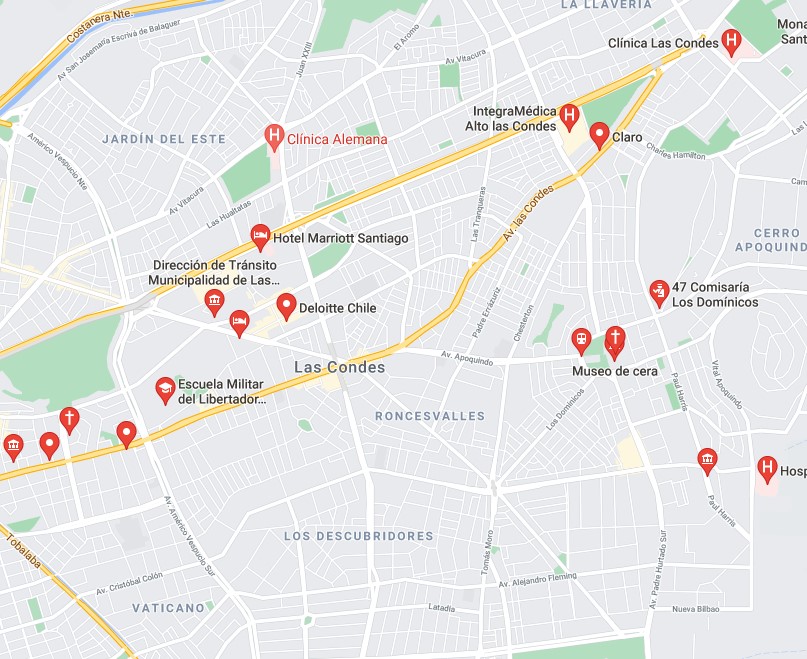 LA LLAVERÍA
Costanera Nte.
Av San Josemaría Escrivá de Balaguer
Juan XXIII
El Aromo
Av Vitacura
Clínica Las Condes
Mona
Sant
IntegraMédica
Alto las Condes
Claro
Charles Hamilton
Los L
JARDÍN DEL ESTE
Clínica Alemana
Américo Vespucio Nte
Av Vitacura
Las Hualtatas
Las Tranqueras
Av. las Condes
Cam
CERRO
APOQUIND
Hotel Marriott Santiago
Dirección de Tránsito
Municipalidad de Las...
Deloitte Chile
Padre Errázuriz
Chesterton
47 Comisaría
Los Domínicos
Las Condes
Av. Apoquindo
Museo de cera
Escuela Militar
del Libertador...
RONCESVALLES
Los Dominicos
Paul Harris
Vital Apoquindo
Hosp
Av. Américo Vespucio Sur
Paul Harris
Tobalaba
LOS DESCUBRIDORES
Tomás Moro
Av. Padre Hurtado Sur
Av. Cristóbal Colón
Av. Alejandro Fleming
VATICANO
Latadía
Nueva Bilbao